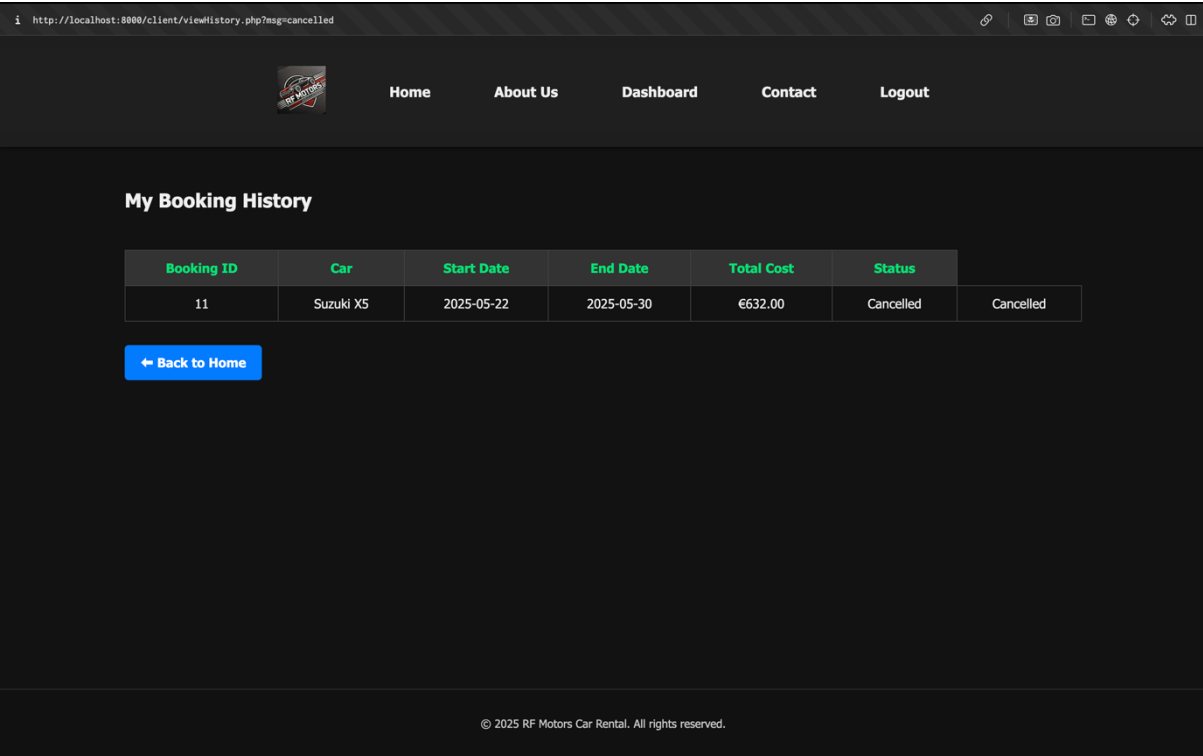 i http://localhost:8000/client/viewHistory.php?msg=cancelled
RF MOTORS
Home About Us Dashboard Contact Logout
My Booking History
Booking ID Car Start Date End Date Total Cost Status
11 Suzuki X5 2025-05-22 2025-05-30 €632.00 Cancelled Cancelled
⬅ Back to Home
© 2025 RF Motors Car Rental. All rights reserved.